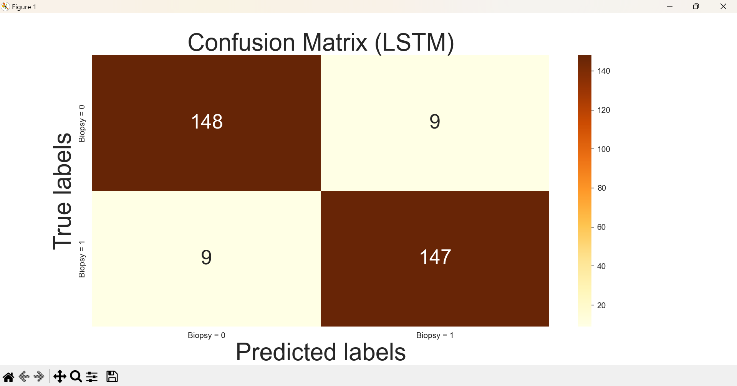 Figure 1
Confusion Matrix (LSTM)
True labels
Biopsy = 0
148
9
Biopsy = 1
9
147
Biopsy = 0
Biopsy = 1
Predicted labels
140
120
100
80
60
40
20